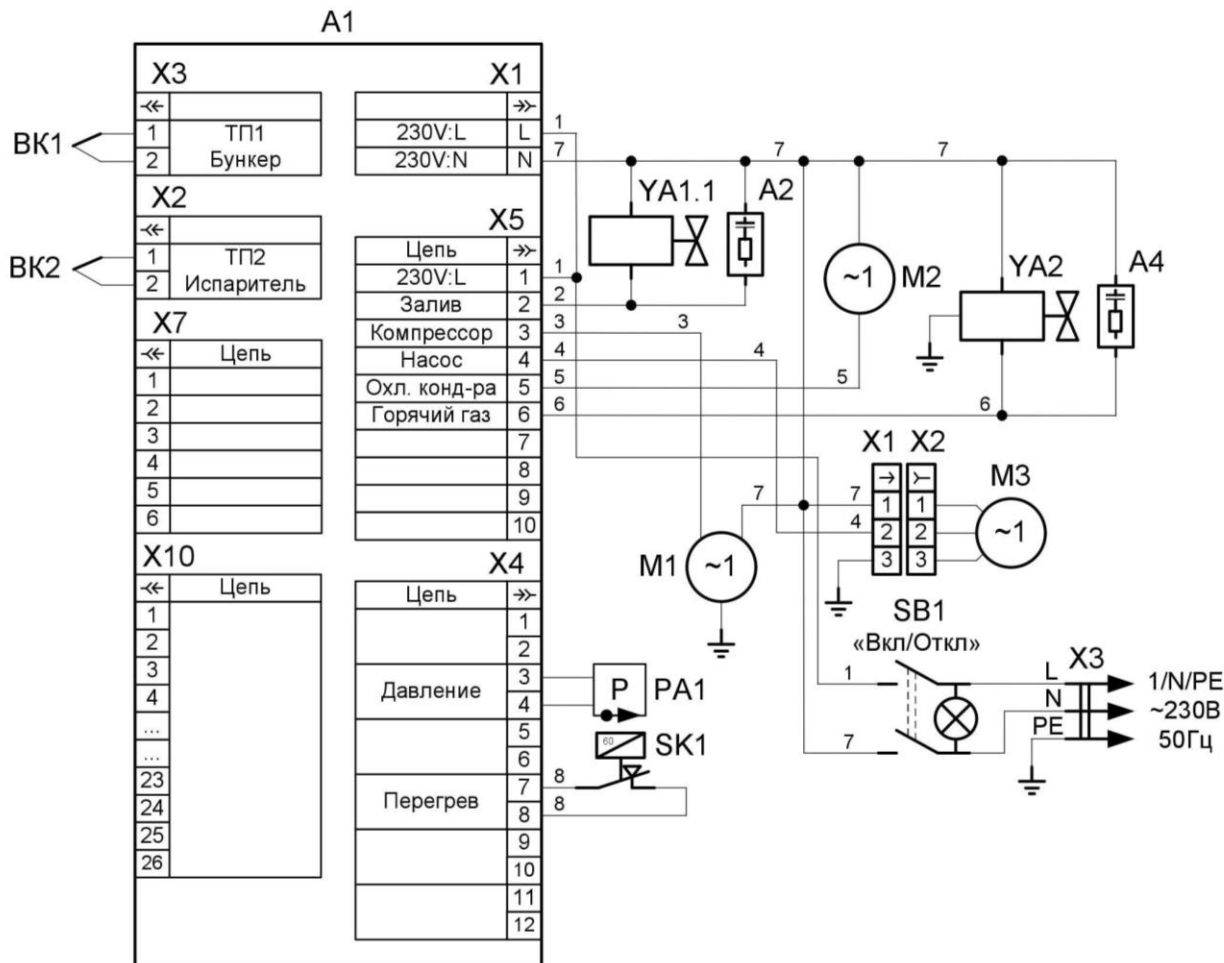 A1
X3
X1
ВК1
1 ТП1
2 Бункер
230V:L L
230V:N N
1
7
7
7
X2
ВК2
1 ТП2
2 Испаритель
X5
Цепь
230V:L 1
Залив 2
Компрессор 3
Насос 4
Охл. конд-ра 5
Горячий газ 6
7
8
9
10
1
2
3
3
4
4
5
5
6
6
YA1.1
A2
~1
M2
YA2
A4
X7
Цепь
1
2
3
4
5
6
X1 X2
1 1
2 2
3 3
7
7
4
M3
~1
M1
~1
X10
Цепь
1
2
3
4
...
...
23
24
25
26
X4
Цепь
1
2
Давление 3
4
5
6
Перегрев 7
8
9
10
11
12
P PA1
60 SK1
8
8
SB1
«Вкл/Откл»
1
7
L
N
PE
X3
1/N/PE
~230В
50Гц